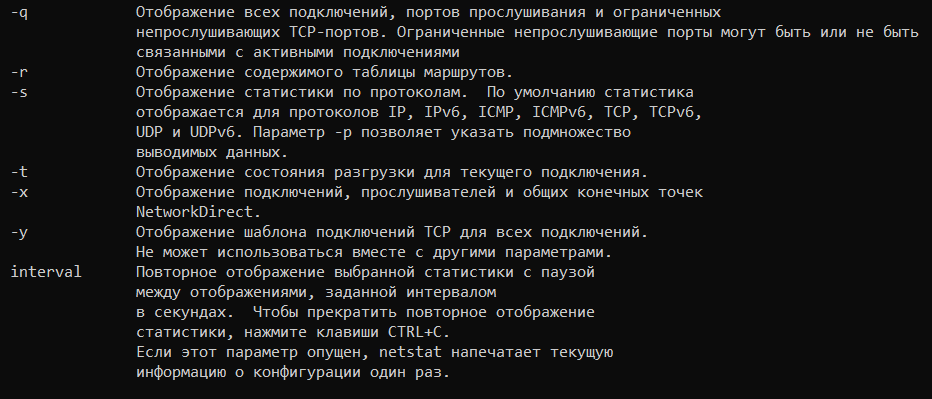 -q Отображение всех подключений, портов прослушивания и ограниченных
непрослушивающих TCP-портов. Ограниченные непрослушивающие порты могут быть или не быть
связанными с активными подключениями
-r Отображение содержимого таблицы маршрутов.
-s Отображение статистики по протоколам.  По умолчанию статистика
отображается для протоколов IP, IPv6, ICMP, ICMPv6, TCP, TCPv6,
UDP и UDPv6. Параметр -p позволяет указать подмножество
выводимых данных.
-t Отображение состояния разгрузки для текущего подключения.
-x Отображение подключений, прослушивателей и общих конечных точек
NetworkDirect.
-y Отображение шаблона подключений TCP для всех подключений.
Не может использоваться вместе с другими параметрами.
interval Повторное отображение выбранной статистики с паузой
между отображениями, заданной интервалом
в секундах.  Чтобы прекратить повторное отображение
статистики, нажмите клавиши CTRL+C.
Если этот параметр опущен, netstat напечатает текущую
информацию о конфигурации один раз.